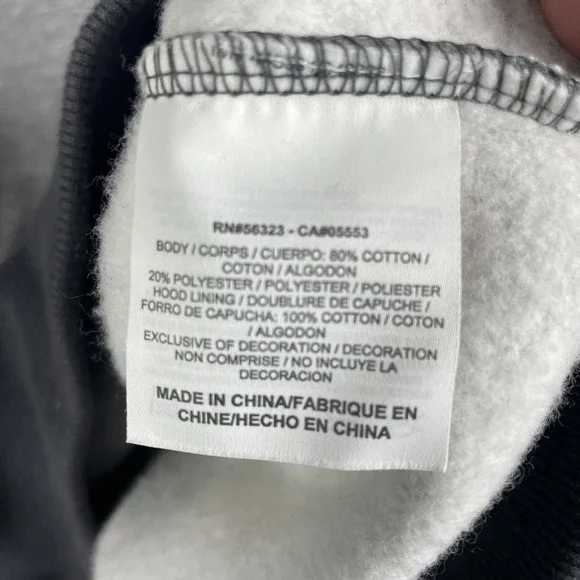 RN#56323 - CA#05553
BODY / CORPS / CUERPO: 80% COTTON /
COTON / ALGODON
20% POLYESTER / POLYESTER / POLIESTER
HOOD LINING / DOUBLURE DE CAPUCHE /
FORRO DE CAPUCHA: 100% COTTON / COTON
/ ALGODON
EXCLUSIVE OF DECORATION / DECORATION
NON COMPRISE / NO INCLUYE LA
DECORACION
MADE IN CHINA/FABRIQUE EN
CHINE/HECHO EN CHINA